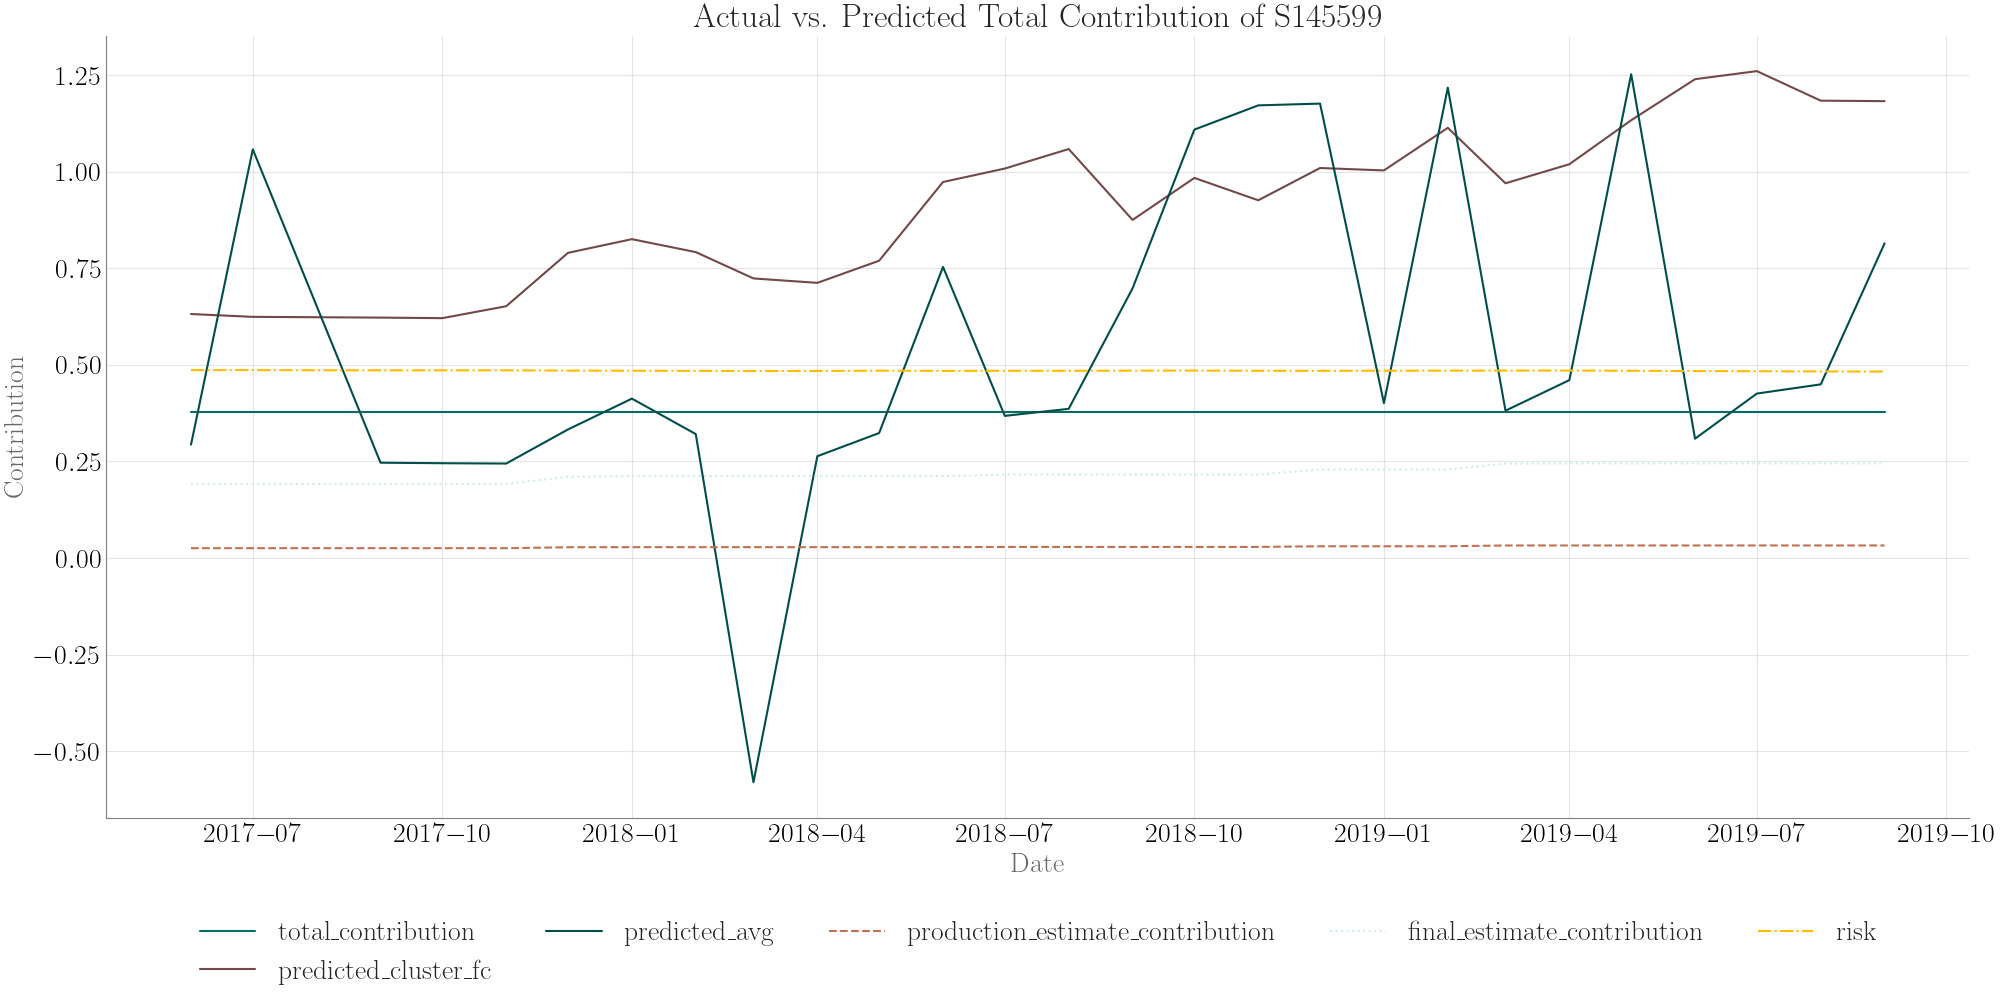 Actual vs. Predicted Total Contribution of S145599
1.25
1.00
0.75
0.50
0.25
0.00
−0.25
−0.50
Contribution
2017−07 2017−10 2018−01 2018−04 2018−07 2018−10 2019−01 2019−04 2019−07 2019−10
Date
total_contribution predicted_avg production_estimate_contribution final_estimate_contribution risk
predicted_cluster_fc